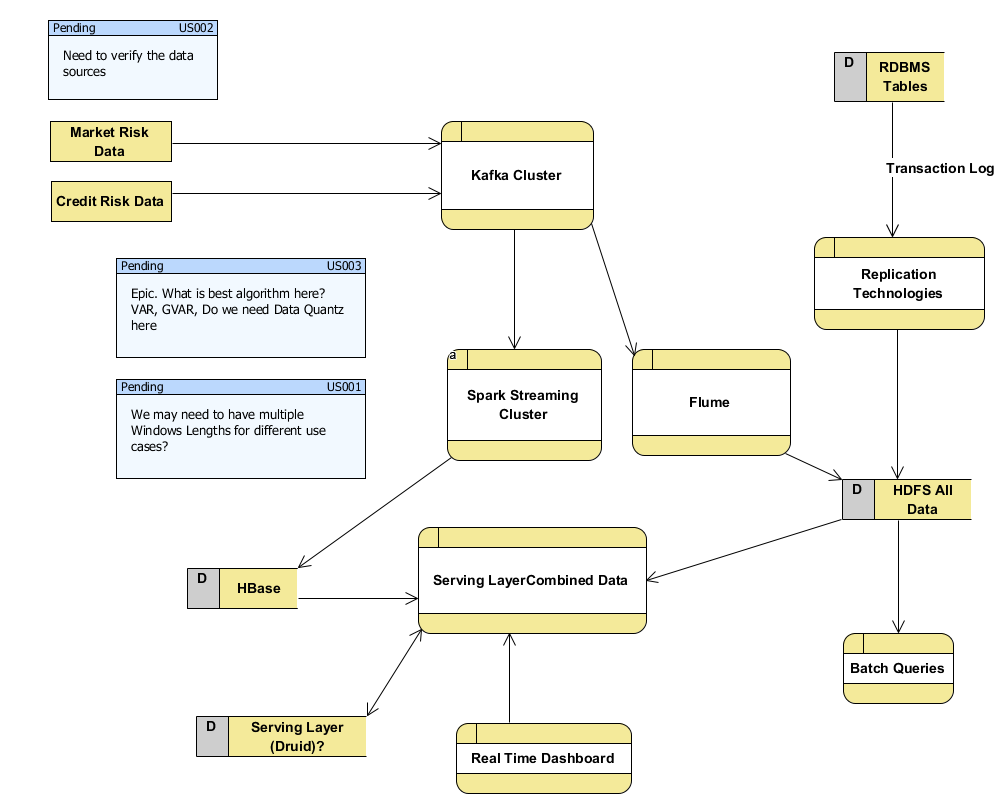 Pending US002
Need to verify the data
sources
D
RDBMS
Tables
Market Risk
Data
Kafka Cluster
Transaction Log
Credit Risk Data
Pending US003
Epic. What is best algorithm here?
VAR, GVAR, Do we need Data Quantz
here
Replication
Technologies
a
Spark Streaming
Cluster
Flume
Pending US001
We may need to have multiple
Windows Lengths for different use
cases?
D
HDFS All
Data
D
HBase
Serving LayerCombined Data
Batch Queries
D
Serving Layer
(Druid)?
Real Time Dashboard